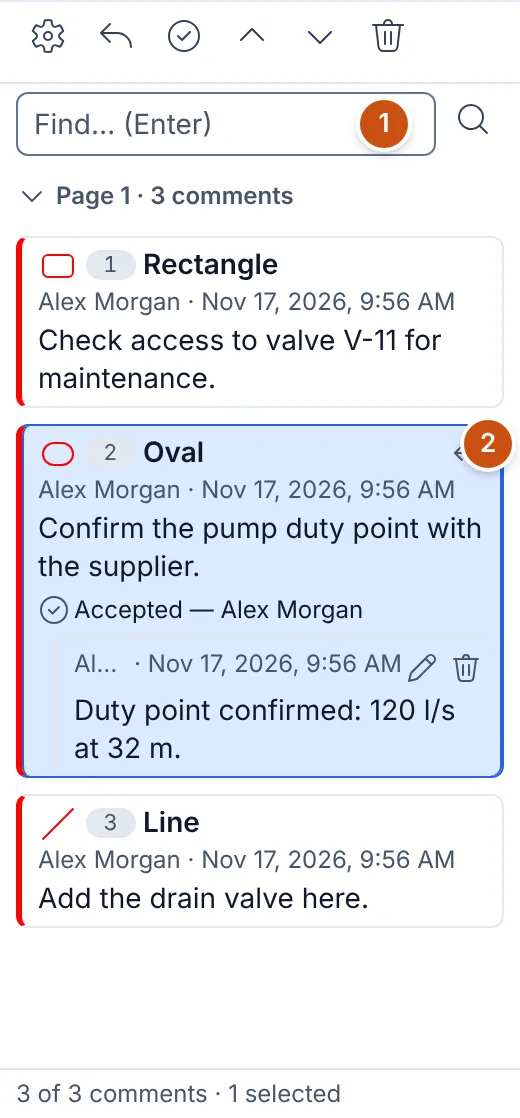 Find... (Enter)
1
Page 1 · 3 comments
1 Rectangle
Alex Morgan · Nov 17, 2026, 9:56 AM
Check access to valve V-11 for
maintenance.
2 Oval
2
Alex Morgan · Nov 17, 2026, 9:56 AM
Confirm the pump duty point with
the supplier.
Accepted — Alex Morgan
Al... · Nov 17, 2026, 9:56 AM
Duty point confirmed: 120 l/s
at 32 m.
3 Line
Alex Morgan · Nov 17, 2026, 9:56 AM
Add the drain valve here.
3 of 3 comments · 1 selected